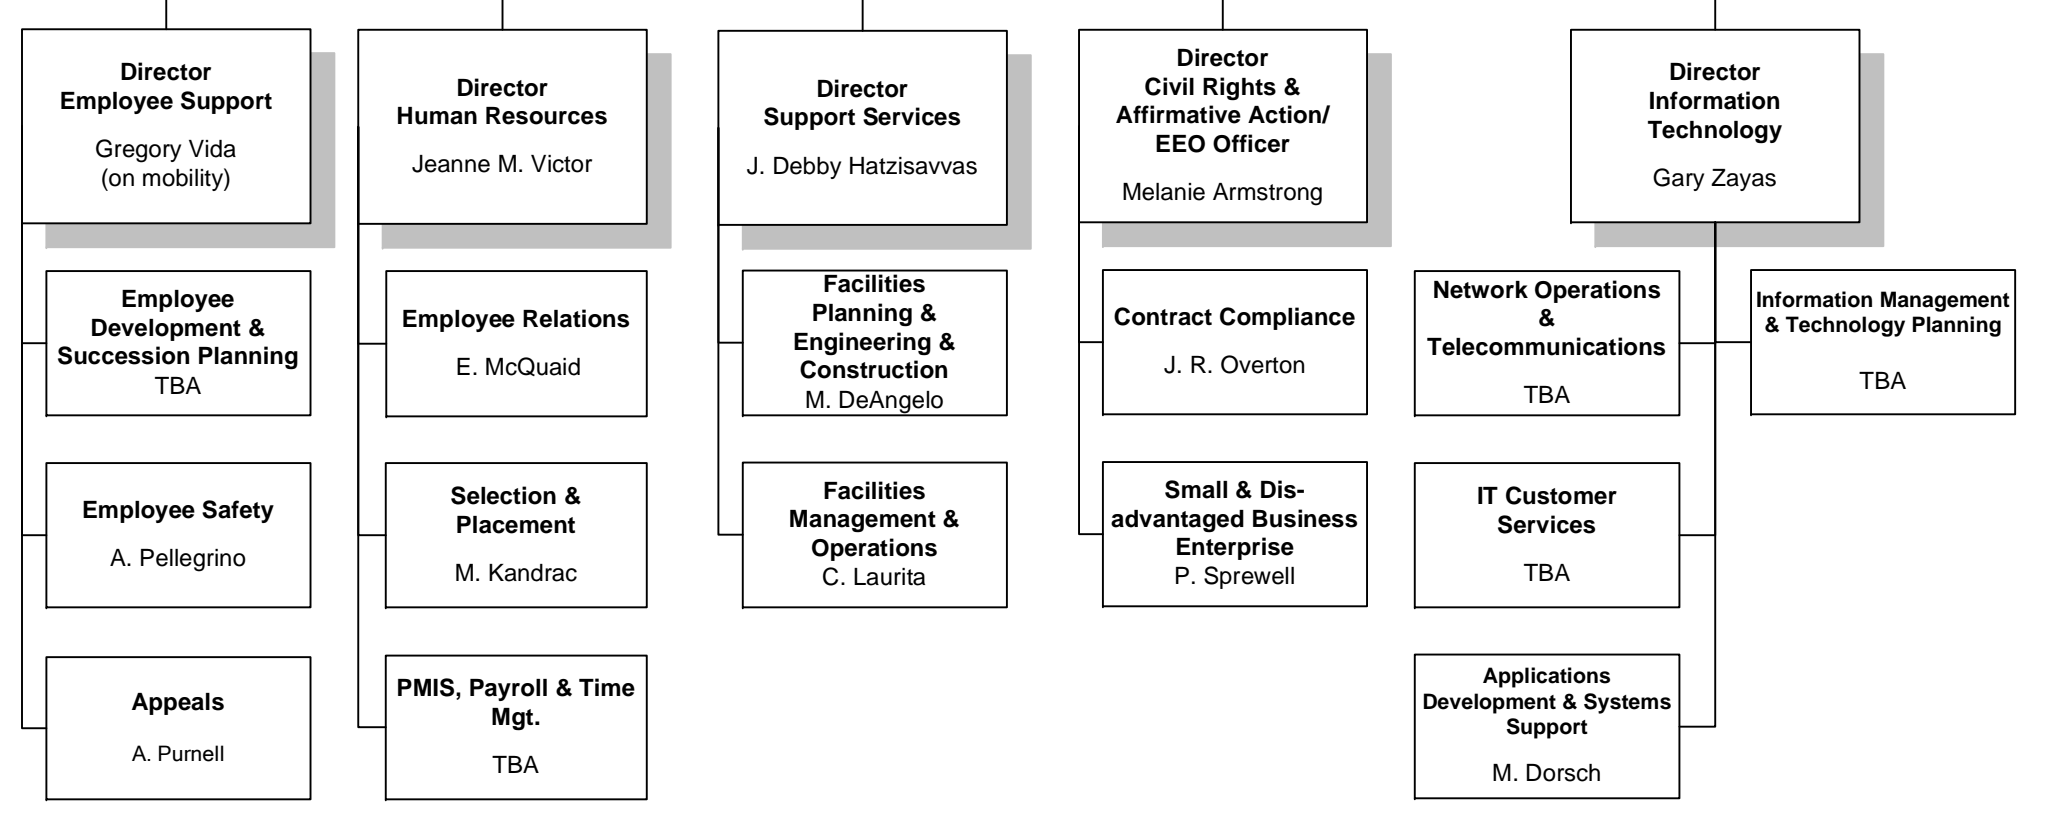 Director
Employee Support
Gregory Vida
(on mobility)
Director
Human Resources
Jeanne M. Victor
Director
Support Services
J. Debby Hatzisavvas
Director
Civil Rights &
Affirmative Action/
EEO Officer
Melanie Armstrong
Director
Information
Technology
Gary Zayas
Employee
Development &
Succession Planning
TBA
Employee Relations
E. McQuaid
Facilities
Planning &
Engineering &
Construction
M. DeAngelo
Contract Compliance
J. R. Overton
Network Operations
&
Telecommunications
TBA
Information Management
& Technology Planning
TBA
Employee Safety
A. Pellegrino
Selection &
Placement
M. Kandrac
Facilities
Management &
Operations
C. Laurita
Small & Dis-
advantaged Business
Enterprise
P. Sprewell
IT Customer
Services
TBA
Appeals
A. Purnell
PMIS, Payroll & Time
Mgt.
TBA
Applications
Development & Systems
Support
M. Dorsch